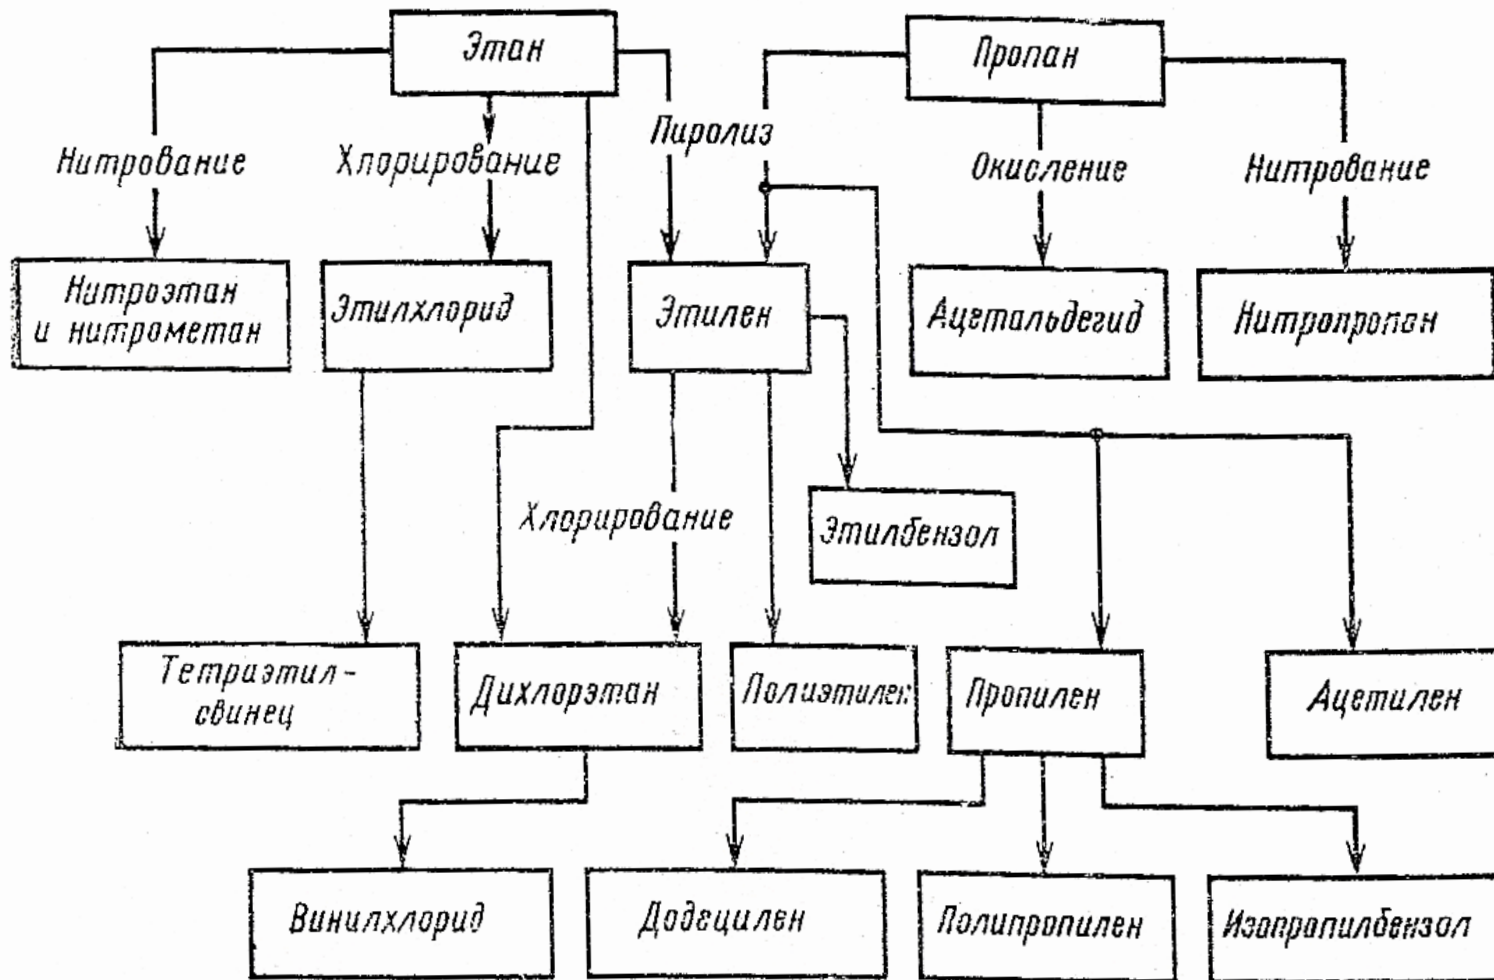 Этан
Пропан
Пиролиз
Нитрование
Хлорирование
Окисление
Нитрование
Нитроэтан
и нитрометан
Этилхлорид
Этилен
Ацетальдегид
Нитропропан
Хлорирование
Этилбензол
Тетраэтил-
свинец
Дихлорэтан
Полиэтилен
Пропилен
Ацетилен
Винилхлорид
Додецилен
Полипропилен
Изопропилбензол